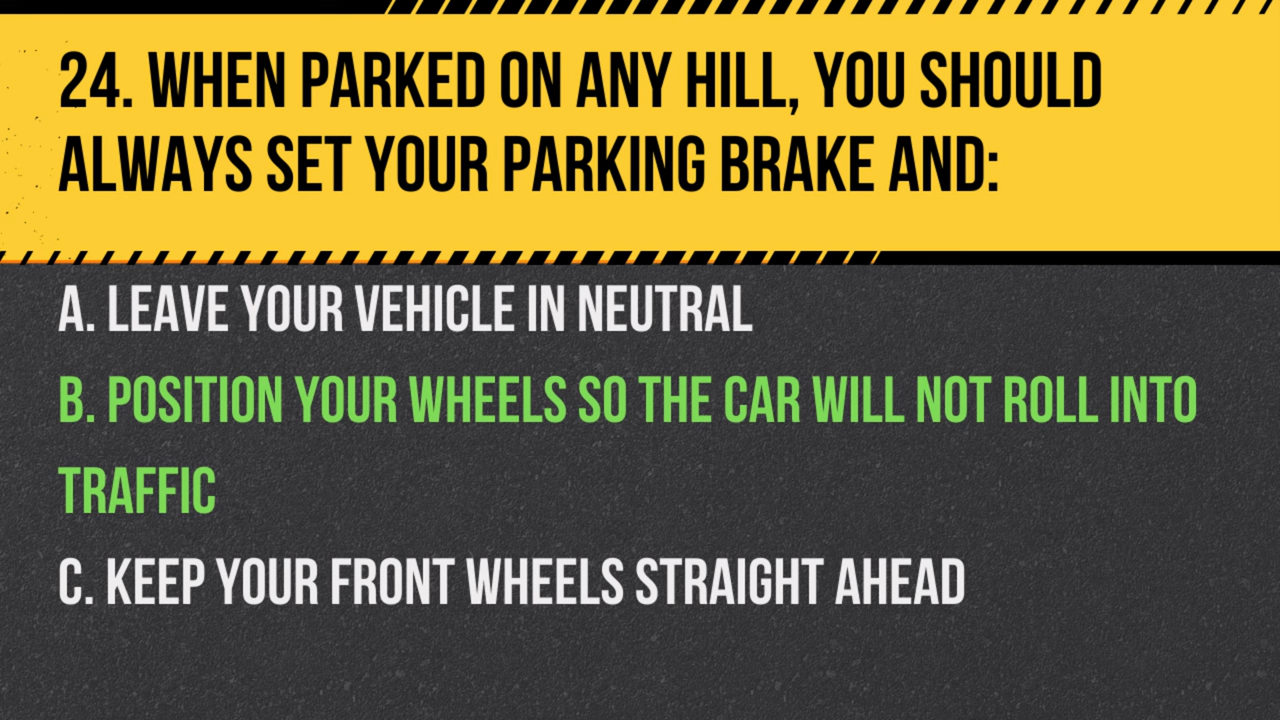 24. WHEN PARKED ON ANY HILL, YOU SHOULD
ALWAYS SET YOUR PARKING BRAKE AND:
A. LEAVE YOUR VEHICLE IN NEUTRAL
B. POSITION YOUR WHEELS SO THE CAR WILL NOT ROLL INTO
TRAFFIC
C. KEEP YOUR FRONT WHEELS STRAIGHT AHEAD